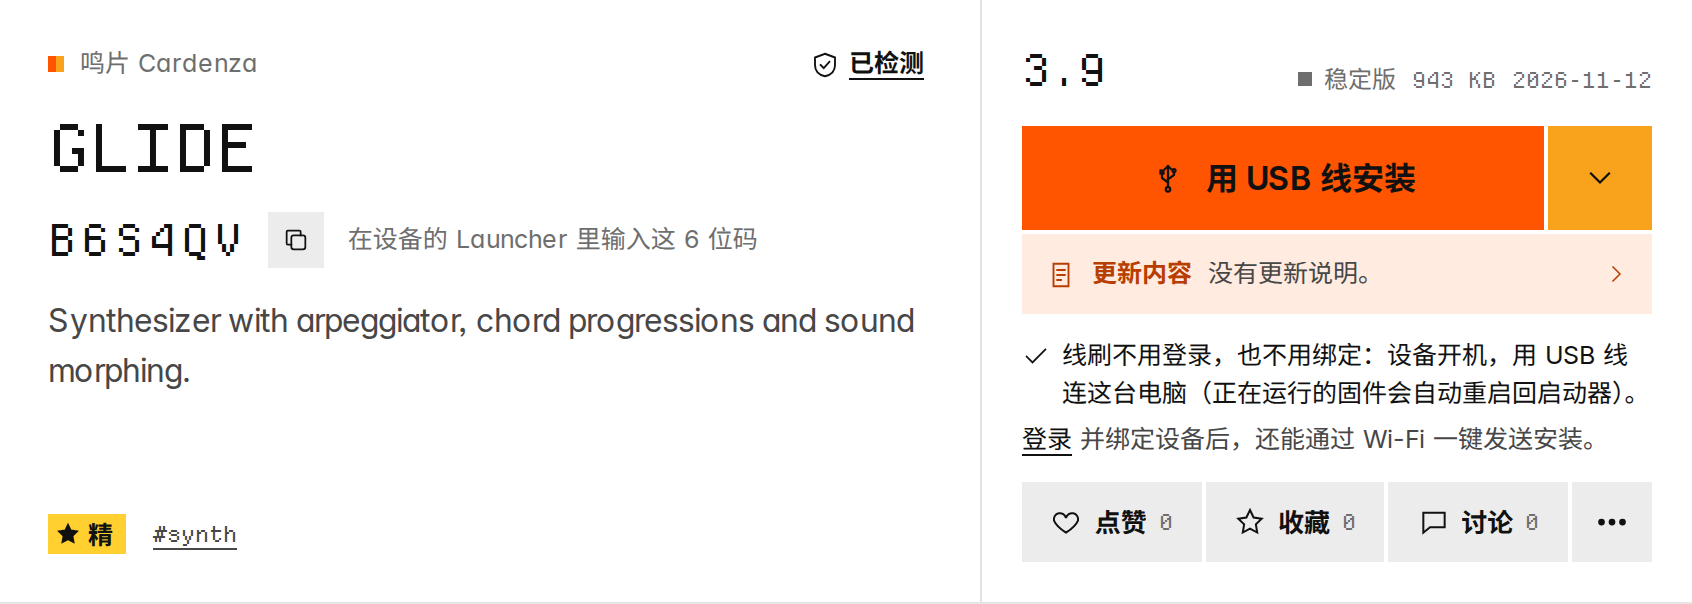 鸣片 Cardenza
已检测
GLIDE
B6S4QV
在设备的 Launcher 里输入这 6 位码
Synthesizer with arpeggiator, chord progressions and sound
morphing.
精
#synth
3.9
稳定版 943 KB 2026-11-12
用 USB 线安装
更新内容 没有更新说明。
线刷不用登录，也不用绑定：设备开机，用 USB 线
连这台电脑（正在运行的固件会自动重启回启动器）。
登录 并绑定设备后，还能通过 Wi-Fi 一键发送安装。
点赞 0
收藏 0
讨论 0